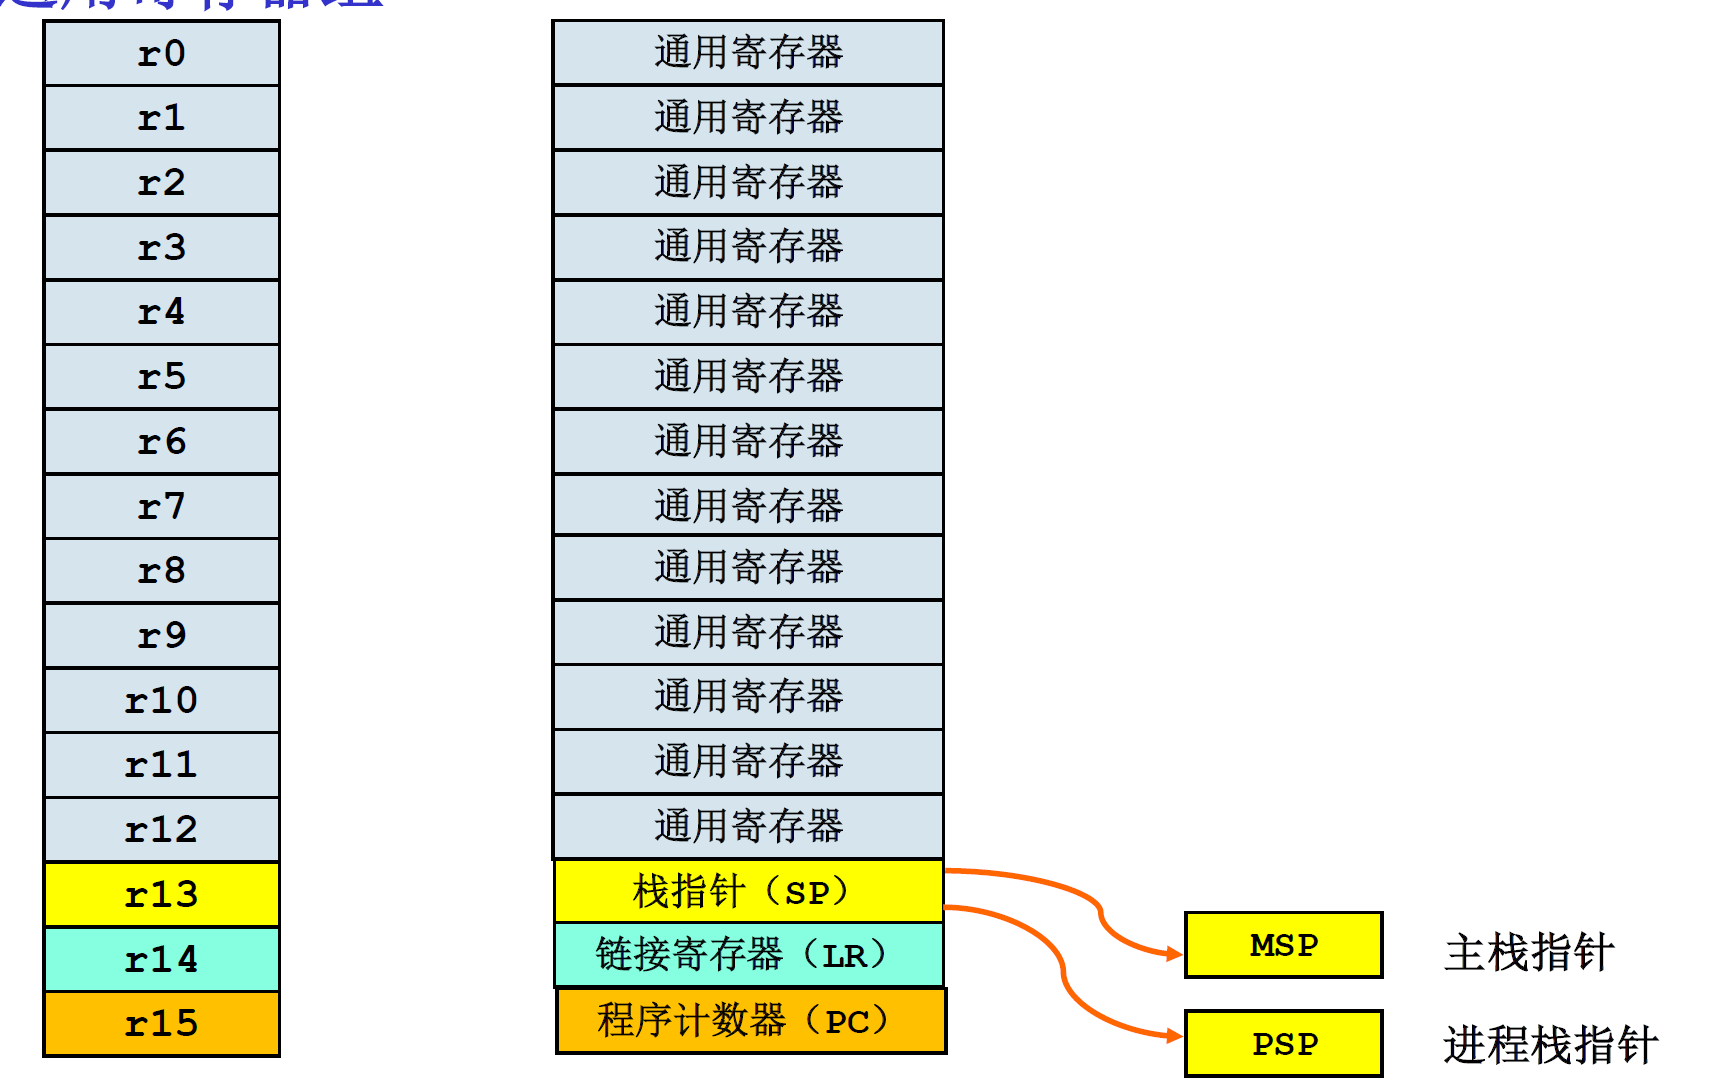 r0 通用寄存器
r1 通用寄存器
r2 通用寄存器
r3 通用寄存器
r4 通用寄存器
r5 通用寄存器
r6 通用寄存器
r7 通用寄存器
r8 通用寄存器
r9 通用寄存器
r10 通用寄存器
r11 通用寄存器
r12 通用寄存器
r13 栈指针（SP）
r14 链接寄存器（LR）
MSP 主栈指针
r15 程序计数器（PC）
PSP 进程栈指针